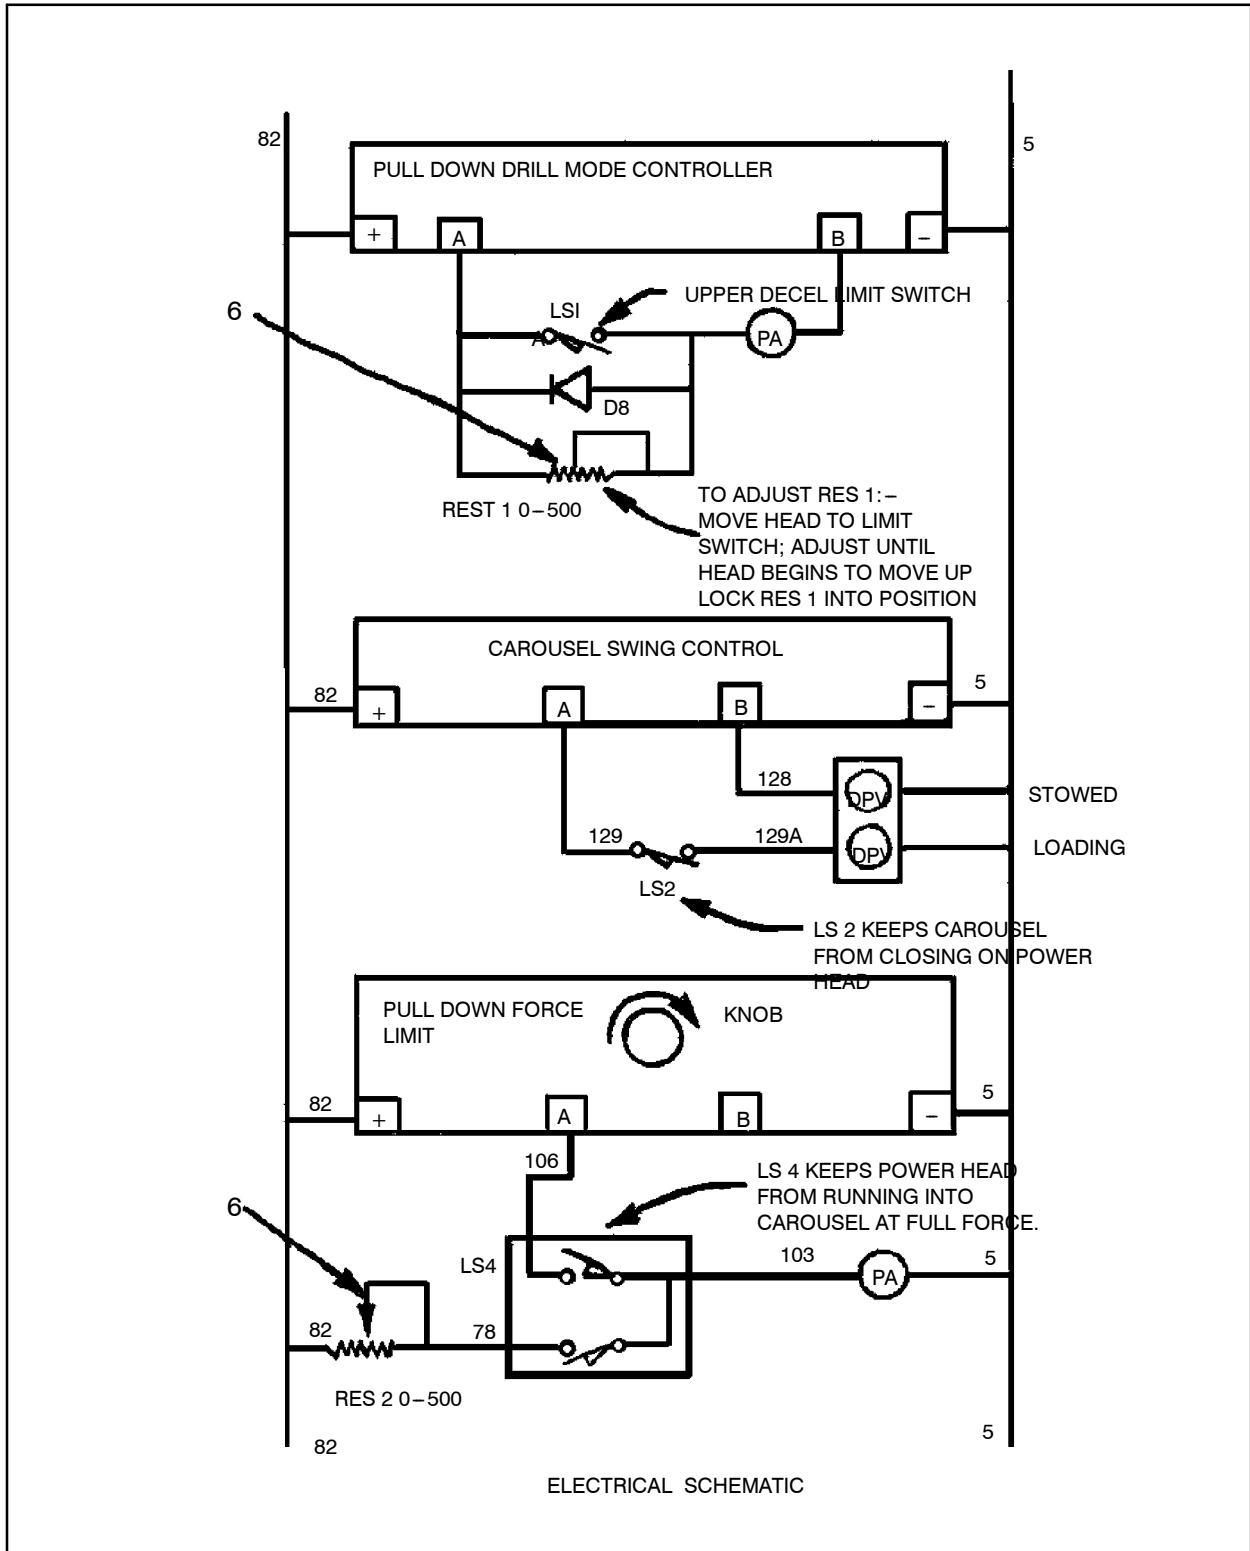 82
5
PULL DOWN DRILL MODE CONTROLLER
+
A
B
–
6
UPPER DECEL LIMIT SWITCH
LSI
A
PA
D8
REST 1 0–500
TO ADJUST RES 1:–
MOVE HEAD TO LIMIT
SWITCH; ADJUST UNTIL
HEAD BEGINS TO MOVE UP
LOCK RES 1 INTO POSITION
CAROUSEL SWING CONTROL
82
5
+
A
B
–
128
DPV
STOWED
129
129A
DPV
LOADING
LS2
LS 2 KEEPS CAROUSEL
FROM CLOSING ON POWER
HEAD
PULL DOWN FORCE
LIMIT
KNOB
82
5
+
A
B
–
106
LS 4 KEEPS POWER HEAD
FROM RUNNING INTO
CAROUSEL AT FULL FORCE.
6
LS4
103
PA
5
82
78
RES 2 0–500
82
5
ELECTRICAL SCHEMATIC